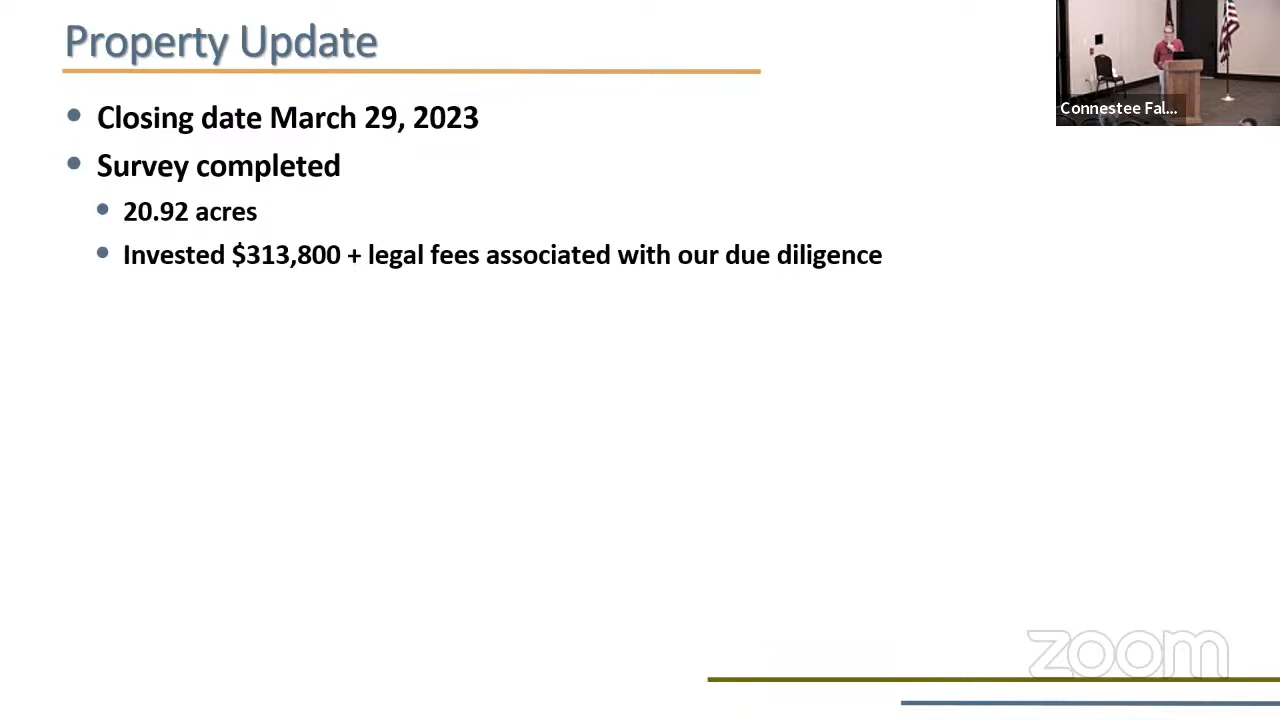 Property Update
Closing date March 29, 2023
Survey completed
20.92 acres
Invested $313,800 + legal fees associated with our due diligence
Connestee Fal...
zoom